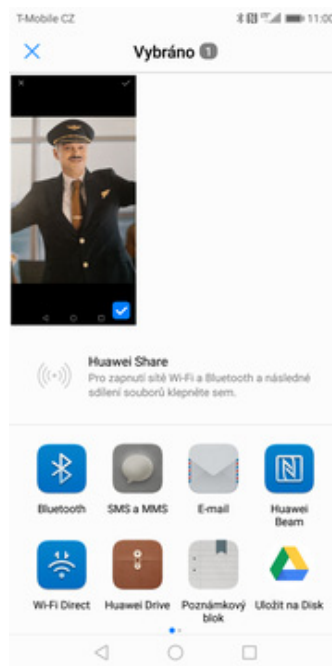 T-Mobile CZ 11:00
Vybráno 1
Huawei Share
Pro zapnutí sítě Wi-Fi a Bluetooth a následné
sdílení souborů klepněte sem.
Bluetooth SMS a MMS E-mail Huawei
Beam
Wi-Fi Direct Huawei Drive Poznámkový Uložit na Disk
blok